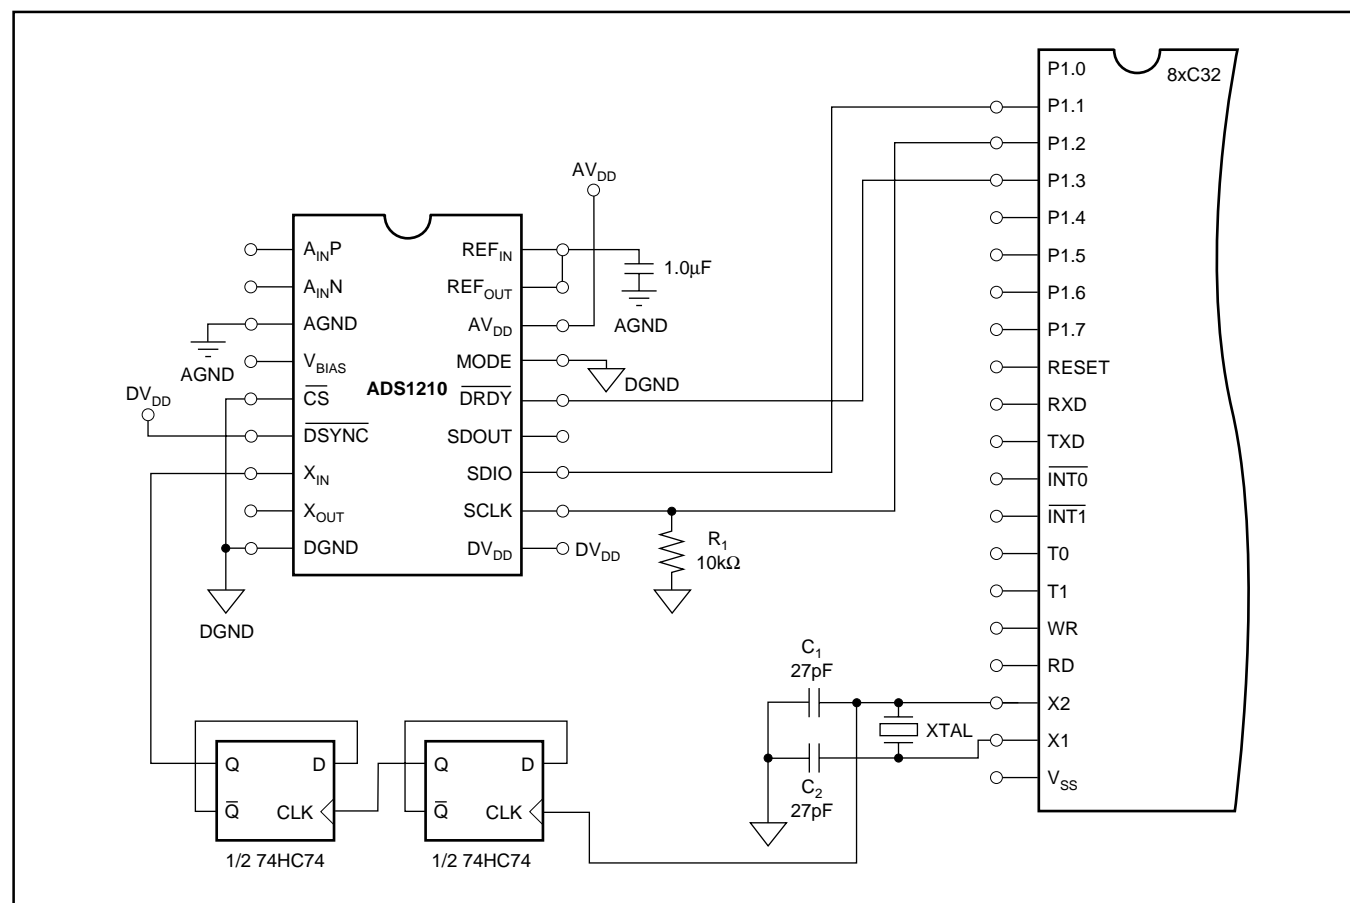 8xC32
P1.0
P1.1
P1.2
P1.3
P1.4
P1.5
P1.6
P1.7
RESET
RXD
TXD
INT0
INT1
T0
T1
WR
RD
X2
X1
VSS
AVDD
AINP
AINN
AGND
VBIAS
CS
DSYNC
XIN
XOUT
DGND
ADS1210
REFIN
REFOUT
AVDD
MODE
DRDY
SDOUT
SDIO
SCLK
DVDD
1.0µF
AGND
AGND
DGND
DVDD
DVDD
R1
10kΩ
DGND
C1
27pF
XTAL
C2
27pF
Q D
Q̅ CLK
1/2 74HC74
Q D
Q̅ CLK
1/2 74HC74